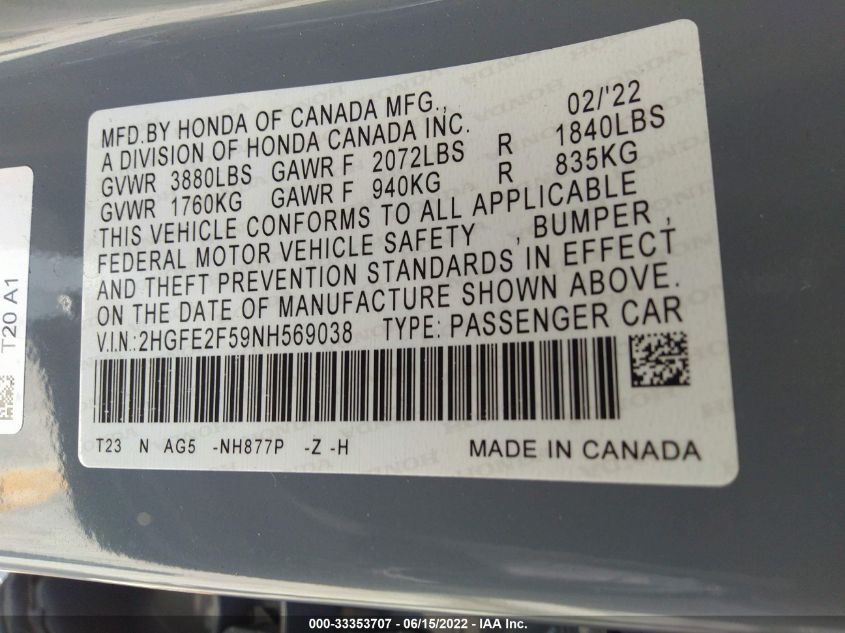 MFD.BY HONDA OF CANADA MFG., 02/'22
A DIVISION OF HONDA CANADA INC.
GVWR 3880LBS GAWR F 2072LBS R 1840LBS
GVWR 1760KG GAWR F 940KG R 835KG
THIS VEHICLE CONFORMS TO ALL APPLICABLE
FEDERAL MOTOR VEHICLE SAFETY , BUMPER ,
AND THEFT PREVENTION STANDARDS IN EFFECT
ON THE DATE OF MANUFACTURE SHOWN ABOVE.
V.I.N.:2HGFE2F59NH569038 TYPE: PASSENGER CAR
T23 N AG5 -NH877P -Z -H MADE IN CANADA
T20 A1
000-33353707 - 06/15/2022 - IAA Inc.